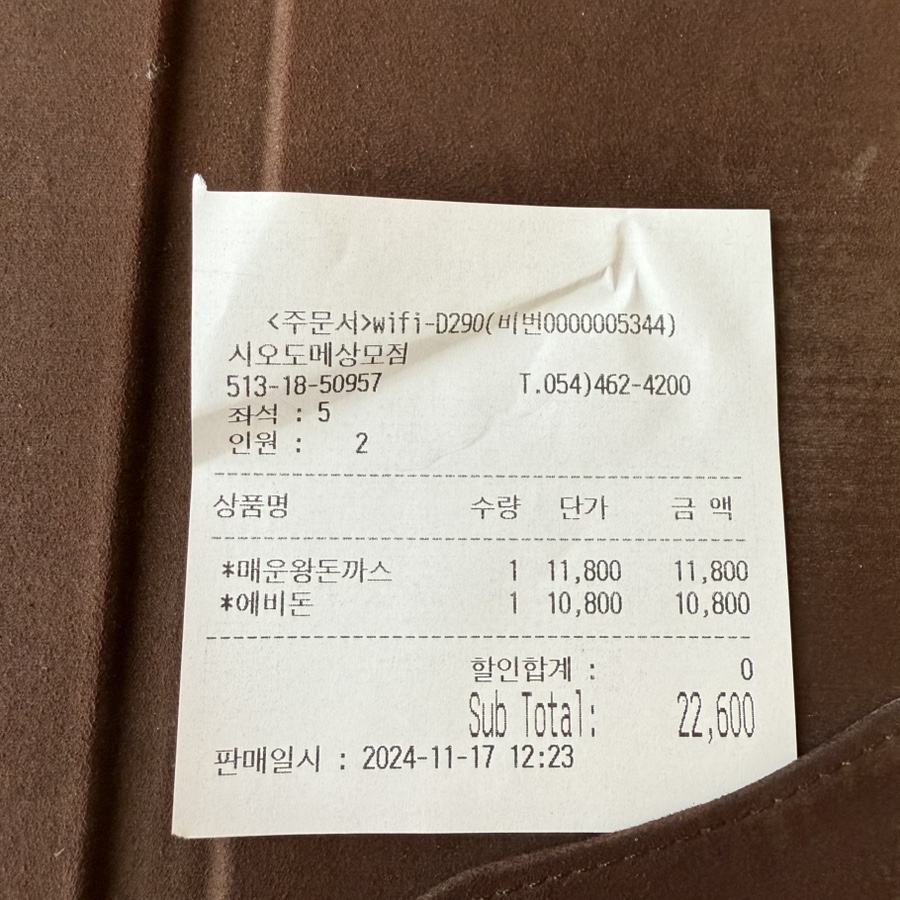 <주문서>wifi-D290(비번0000005344)
시오도메상모점
513-18-50957 T.054)462-4200
좌석 : 5
인원 : 2
상품명 수량 단가 금 액
*매운왕돈까스 1 11,800 11,800
*에비돈 1 10,800 10,800
할인합계 : 0
Sub Total: 22,600
판매일시 : 2024-11-17 12:23